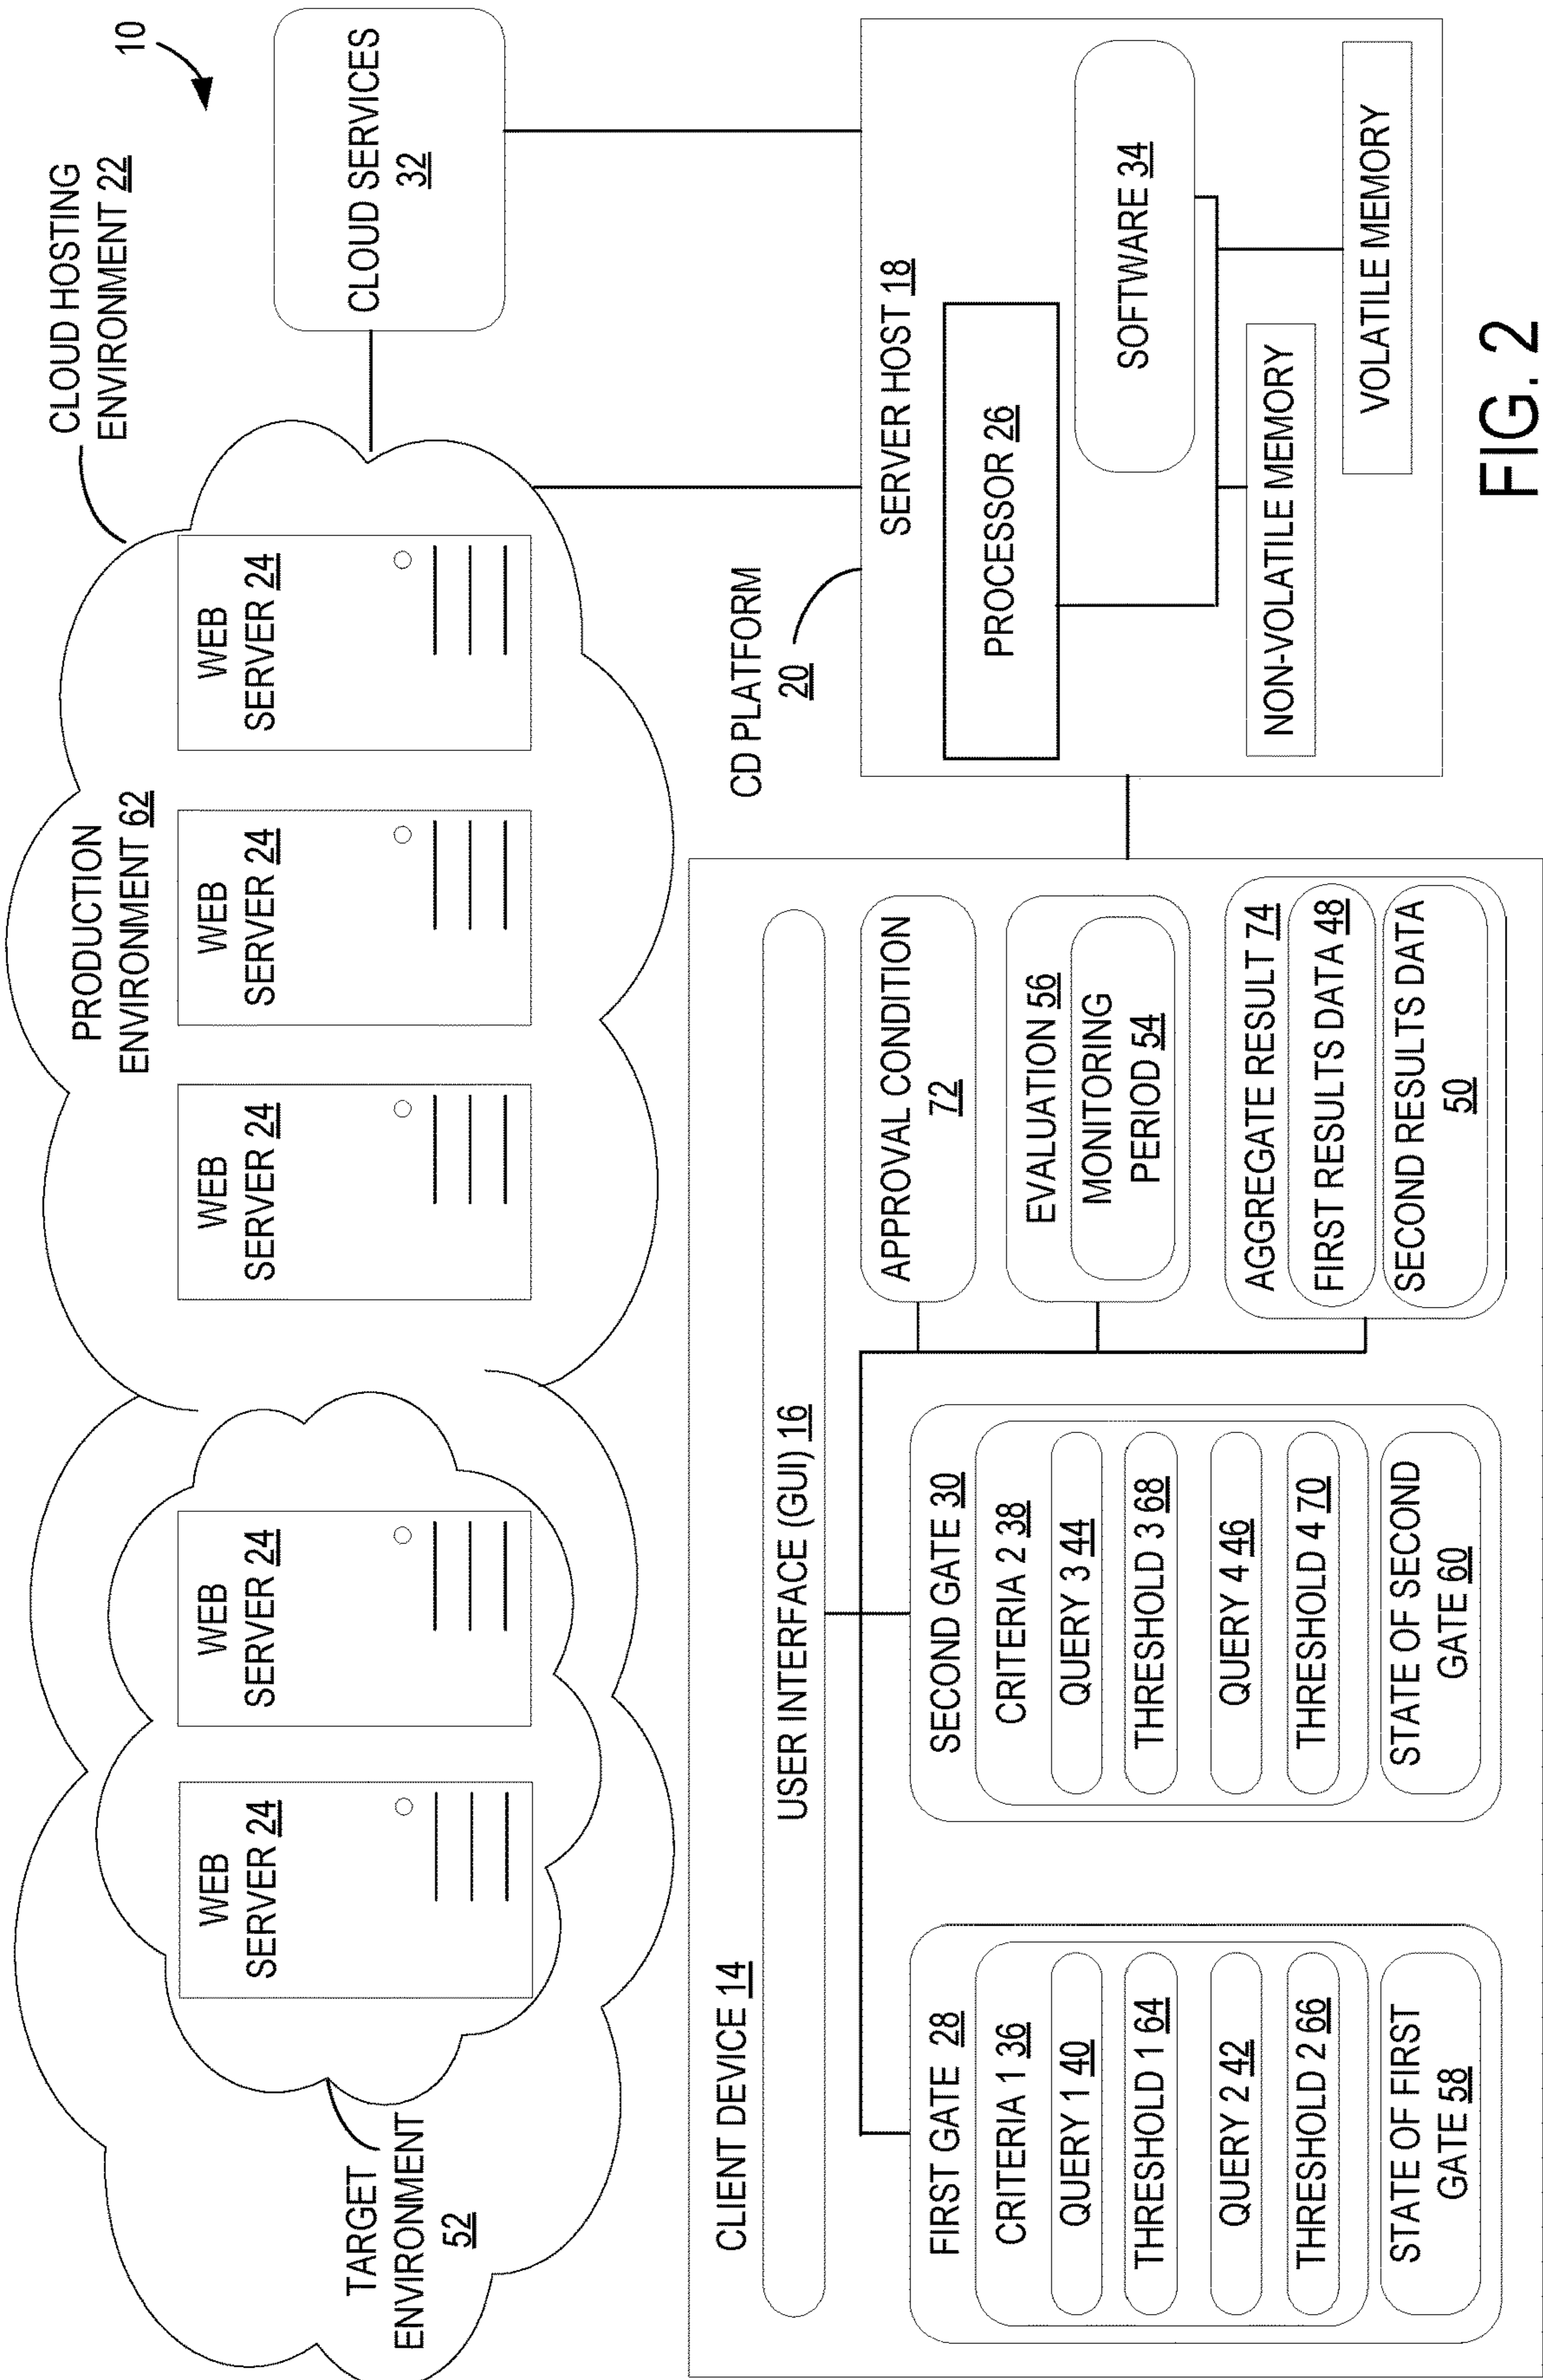 10
CLOUD HOSTING
ENVIRONMENT 22
PRODUCTION
ENVIRONMENT 62
TARGET
ENVIRONMENT
52
WEB
SERVER 24
WEB
SERVER 24
WEB
SERVER 24
WEB
SERVER 24
WEB
SERVER 24
CLOUD SERVICES
32
CLIENT DEVICE 14
USER INTERFACE (GUI) 16
FIRST GATE 28
CRITERIA 1 36
QUERY 1 40
THRESHOLD 1 64
QUERY 2 42
THRESHOLD 2 66
STATE OF FIRST
GATE 58
SECOND GATE 30
CRITERIA 2 38
QUERY 3 44
THRESHOLD 3 68
QUERY 4 46
THRESHOLD 4 70
STATE OF SECOND
GATE 60
APPROVAL CONDITION
72
EVALUATION 56
MONITORING
PERIOD 54
AGGREGATE RESULT 74
FIRST RESULTS DATA 48
SECOND RESULTS DATA
50
CD PLATFORM
20
SERVER HOST 18
PROCESSOR 26
SOFTWARE 34
NON-VOLATILE MEMORY
VOLATILE MEMORY
FIG. 2